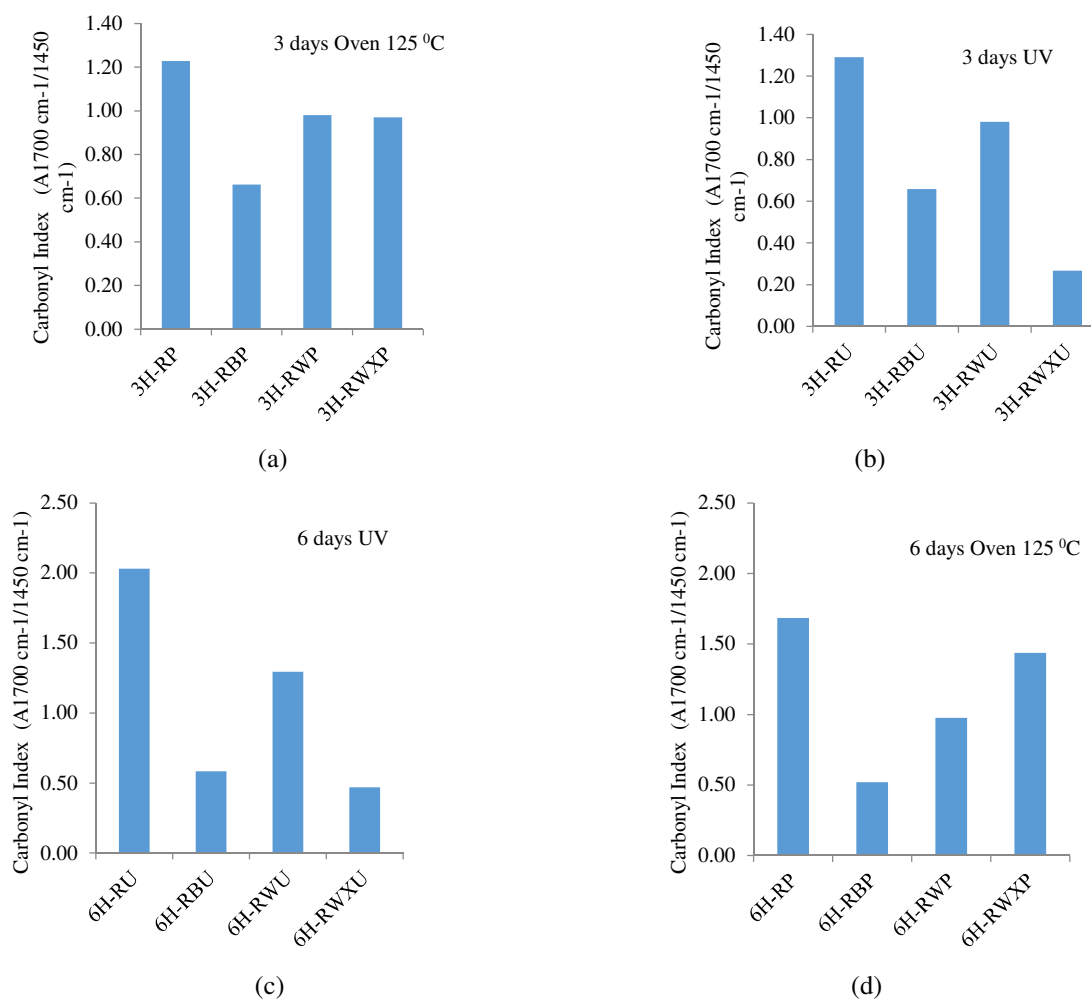 3 days Oven 125 ⁰C
Carbonyl Index (A1700 cm-1/1450
cm-1)
1.40
1.20
1.00
0.80
0.60
0.40
0.20
0.00
3H-RP
3H-RBP
3H-RWP
3H-RWXP
(a)
3 days UV
Carbonyl Index (A1700 cm-1/1450
cm-1)
1.40
1.20
1.00
0.80
0.60
0.40
0.20
0.00
3H-RU
3H-RBU
3H-RWU
3H-RWXU
(b)
6 days UV
Carbonyl Index (A1700 cm-1/1450 cm-1)
2.50
2.00
1.50
1.00
0.50
0.00
6H-RU
6H-RBU
6H-RWU
6H-RWXU
(c)
6 days Oven 125 ⁰C
Carbonyl Index (A1700 cm-1/1450 cm-1)
2.50
2.00
1.50
1.00
0.50
0.00
6H-RP
6H-RBP
6H-RWP
6H-RWXP
(d)